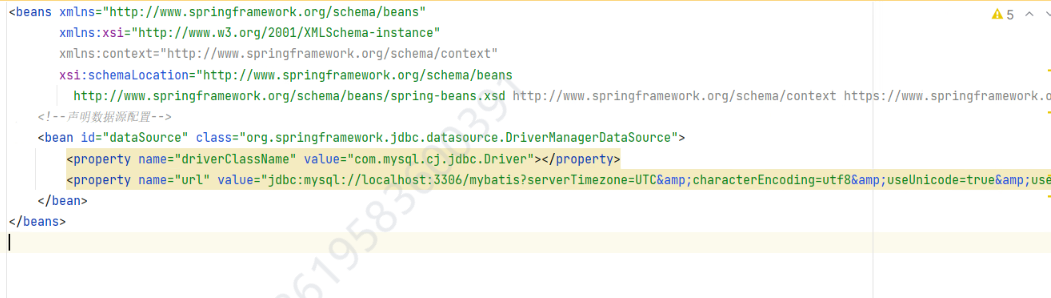 <beans xmlns="http://www.springframework.org/schema/beans"
5
xmlns:xsi="http://www.w3.org/2001/XMLSchema-instance"
xmlns:context="http://www.springframework.org/schema/context"
xsi:schemaLocation="http://www.springframework.org/schema/beans
http://www.springframework.org/schema/beans/spring-beans.xsd http://www.springframework.org/schema/context https://www.springframework.o
<!--声明数据源配置-->
<bean id="dataSource" class="org.springframework.jdbc.datasource.DriverManagerDataSource">
<property name="driverClassName" value="com.mysql.cj.jdbc.Driver"></property>
<property name="url" value="jdbc:mysql://localhost:3306/mybatis?serverTimezone=UTC&amp;characterEncoding=utf8&amp;useUnicode=true&amp;use
</bean>
</beans>